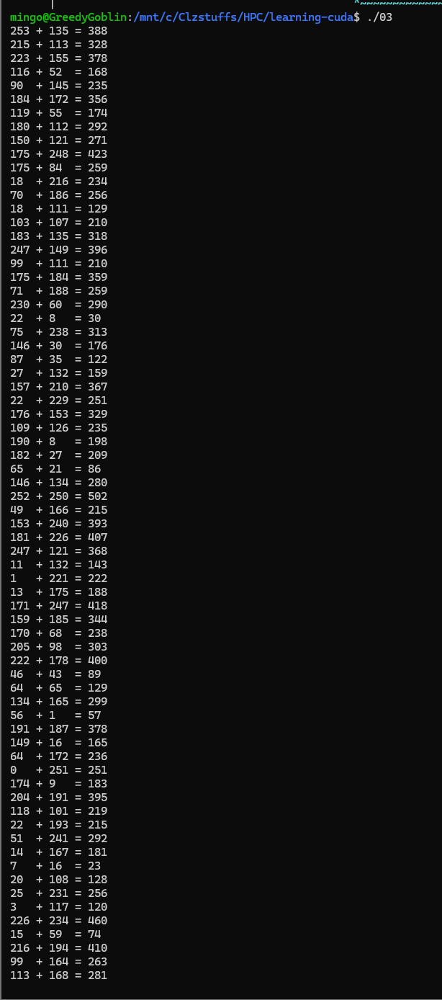 |                                              ^~~~~~~~~~~~~~
mingo@GreedyGoblin:/mnt/c/Clzstuffs/HPC/learning-cuda$ ./03
253 + 135 = 388
215 + 113 = 328
223 + 155 = 378
116 + 52  = 168
90  + 145 = 235
184 + 172 = 356
119 + 55  = 174
180 + 112 = 292
150 + 121 = 271
175 + 248 = 423
175 + 84  = 259
18  + 216 = 234
70  + 186 = 256
18  + 111 = 129
103 + 107 = 210
183 + 135 = 318
247 + 149 = 396
99  + 111 = 210
175 + 184 = 359
71  + 188 = 259
230 + 60  = 290
22  + 8   = 30
75  + 238 = 313
146 + 30  = 176
87  + 35  = 122
27  + 132 = 159
157 + 210 = 367
22  + 229 = 251
176 + 153 = 329
109 + 126 = 235
190 + 8   = 198
182 + 27  = 209
65  + 21  = 86
146 + 134 = 280
252 + 250 = 502
49  + 166 = 215
153 + 240 = 393
181 + 226 = 407
247 + 121 = 368
11  + 132 = 143
1   + 221 = 222
13  + 175 = 188
171 + 247 = 418
159 + 185 = 344
170 + 68  = 238
205 + 98  = 303
222 + 178 = 400
46  + 43  = 89
64  + 65  = 129
134 + 165 = 299
56  + 1   = 57
191 + 187 = 378
149 + 16  = 165
64  + 172 = 236
0   + 251 = 251
174 + 9   = 183
204 + 191 = 395
118 + 101 = 219
22  + 193 = 215
51  + 241 = 292
14  + 167 = 181
7   + 16  = 23
20  + 108 = 128
25  + 231 = 256
3   + 117 = 120
226 + 234 = 460
15  + 59  = 74
216 + 194 = 410
99  + 164 = 263
113 + 168 = 281